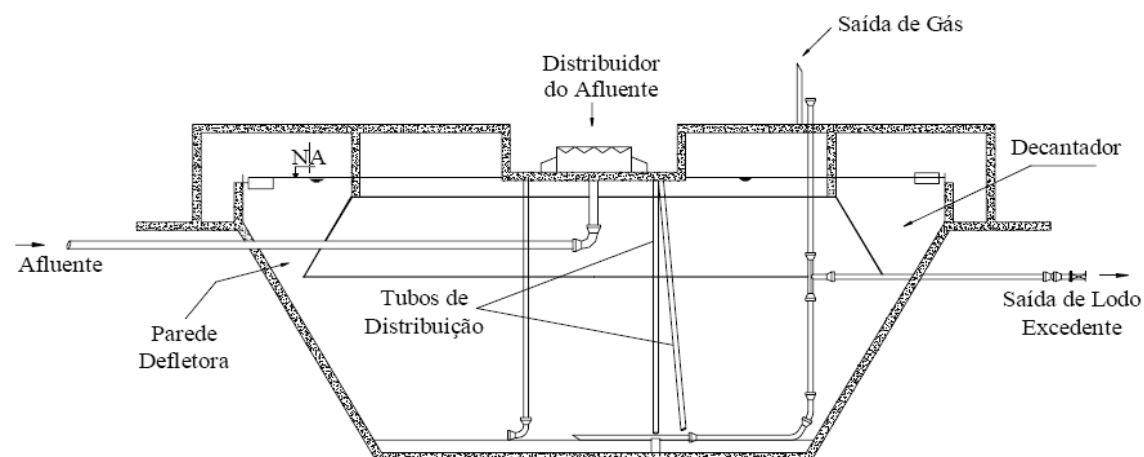 Saída de Gás
Distribuidor
do Afluente
Decantador
NA
Afluente
Tubos de
Distribuição
Saída de Lodo
Excedente
Parede
Defletora